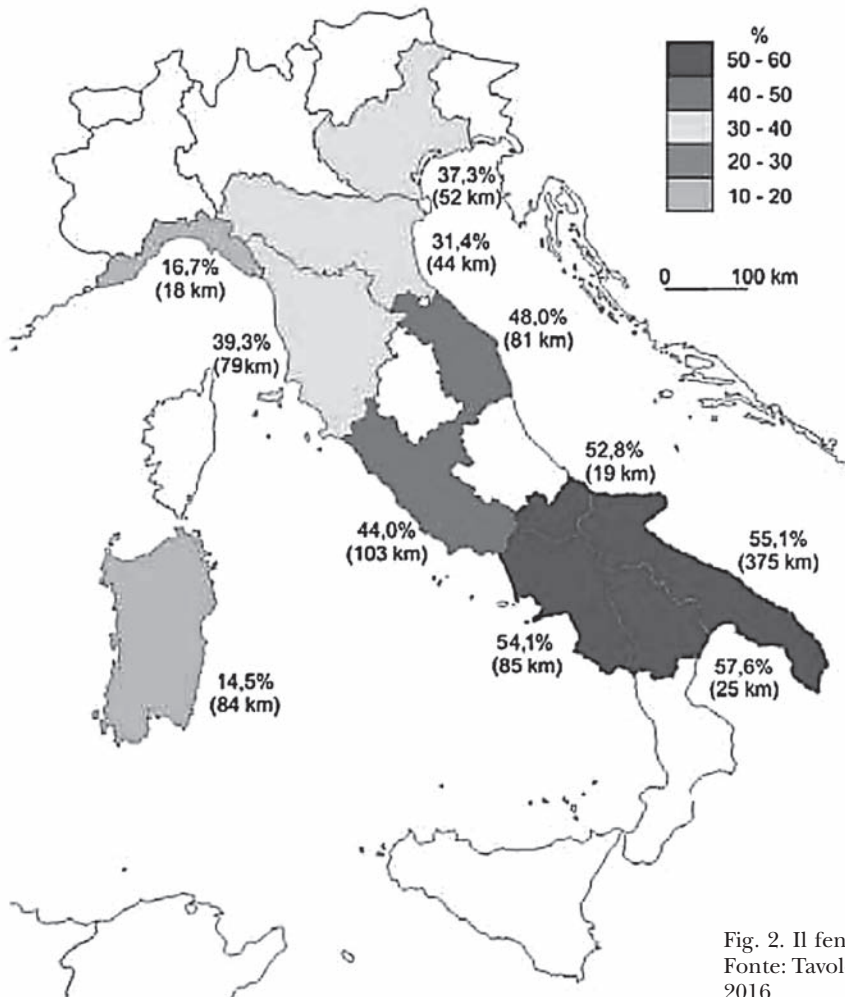 %
50 - 60
40 - 50
30 - 40
20 - 30
10 - 20
0 100 km
37,3%
(52 km)
31,4%
(44 km)
16,7%
(18 km)
48,0%
(81 km)
39,3%
(79km)
52,8%
(19 km)
44,0%
(103 km)
55,1%
(375 km)
54,1%
(85 km)
57,6%
(25 km)
14,5%
(84 km)
Fig. 2. Il fen
Fonte: Tavol
2016